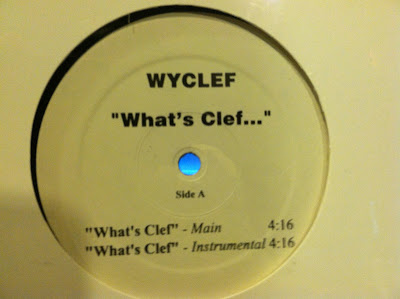 WYCLEF
"What's Clef..."
Side A
"What's Clef" - Main 4:16
"What's Clef" - Instrumental 4:16